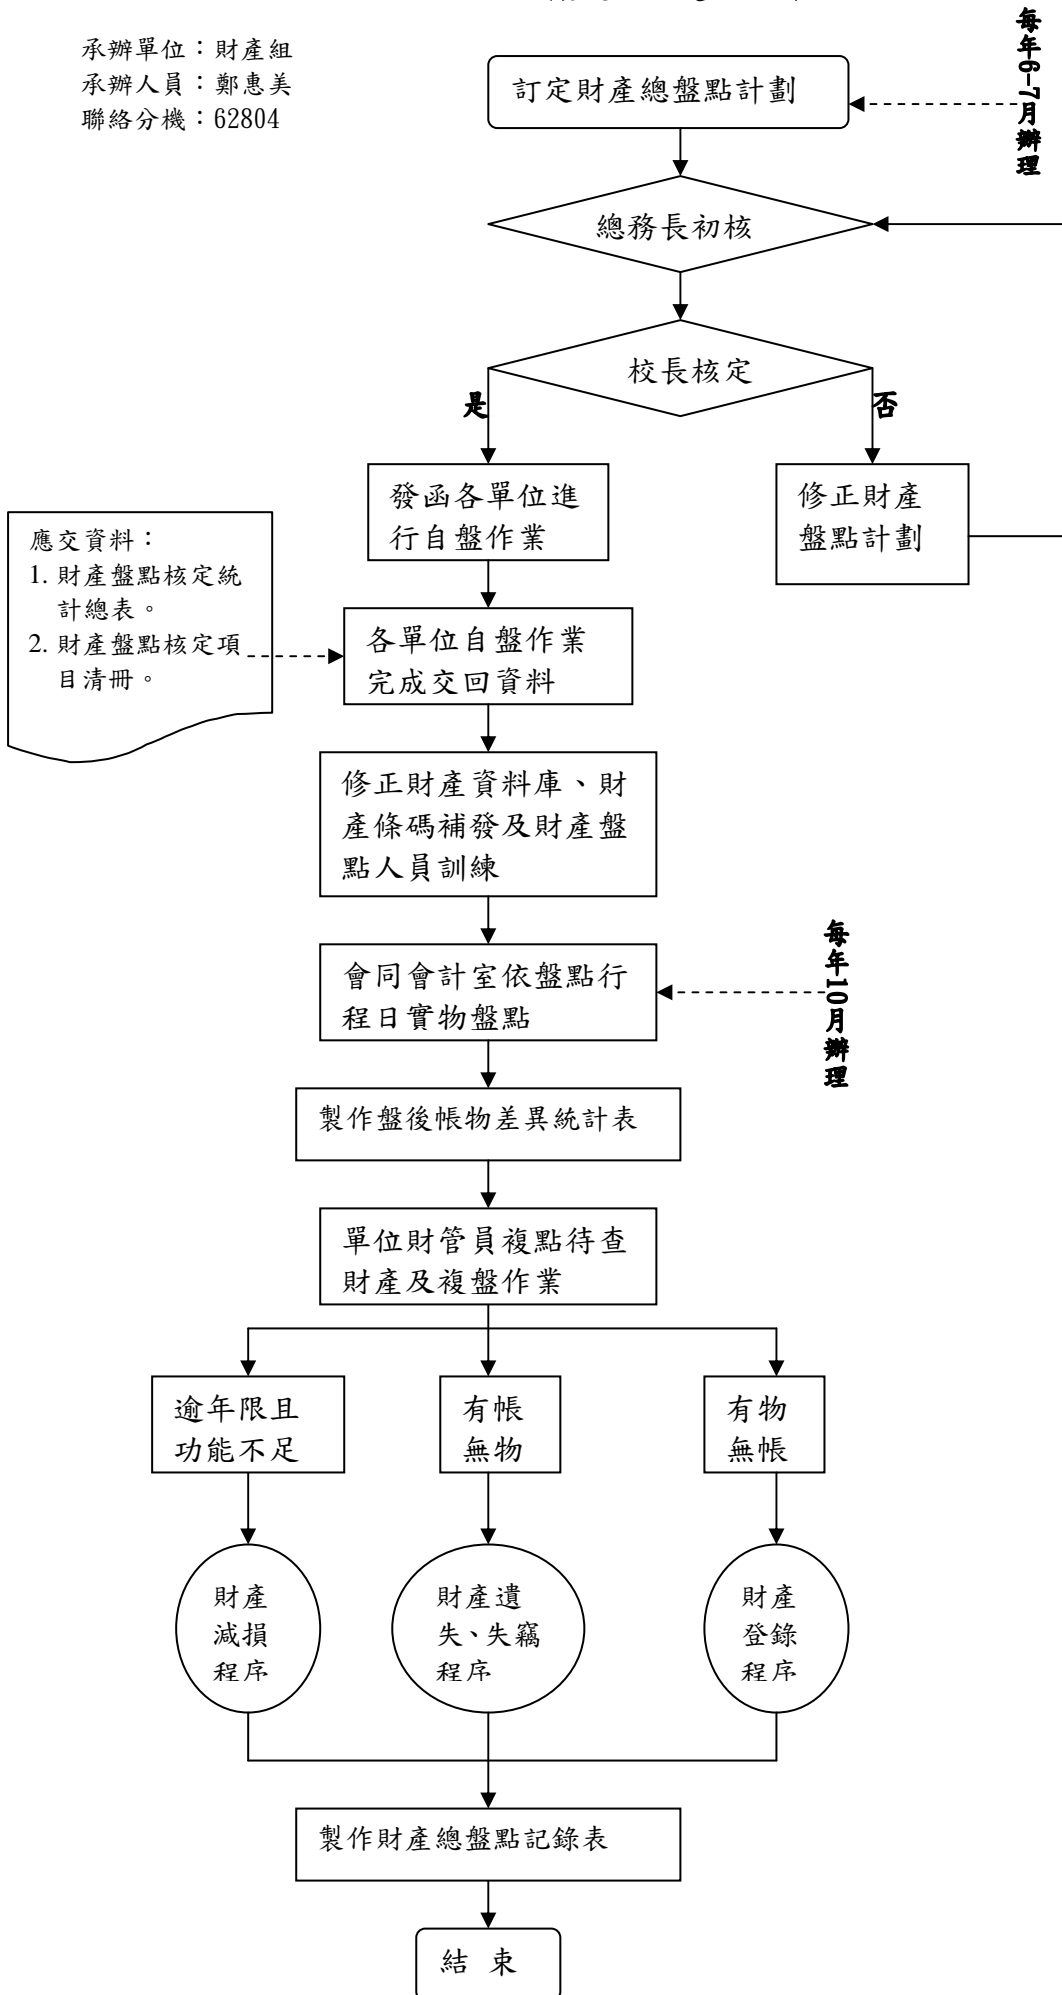 承辦單位：財產組
承辦人員：鄭惠美
聯絡分機：62804
每年6-7月辦理
訂定財產總盤點計劃
總務長初核
校長核定
是
否
發函各單位進
行自盤作業
修正財產
盤點計劃
應交資料：
1. 財產盤點核定統
計總表。
2. 財產盤點核定項
目清冊。
各單位自盤作業
完成交回資料
修正財產資料庫、財
產條碼補發及財產盤
點人員訓練
每年10月辦理
會同會計室依盤點行
程日實物盤點
製作盤後帳物差異統計表
單位財管員複點待查
財產及複盤作業
逾年限且
功能不足
有帳
無物
有物
無帳
財產
減損
程序
財產遺
失、失竊
程序
財產
登錄
程序
製作財產總盤點記錄表
結 束